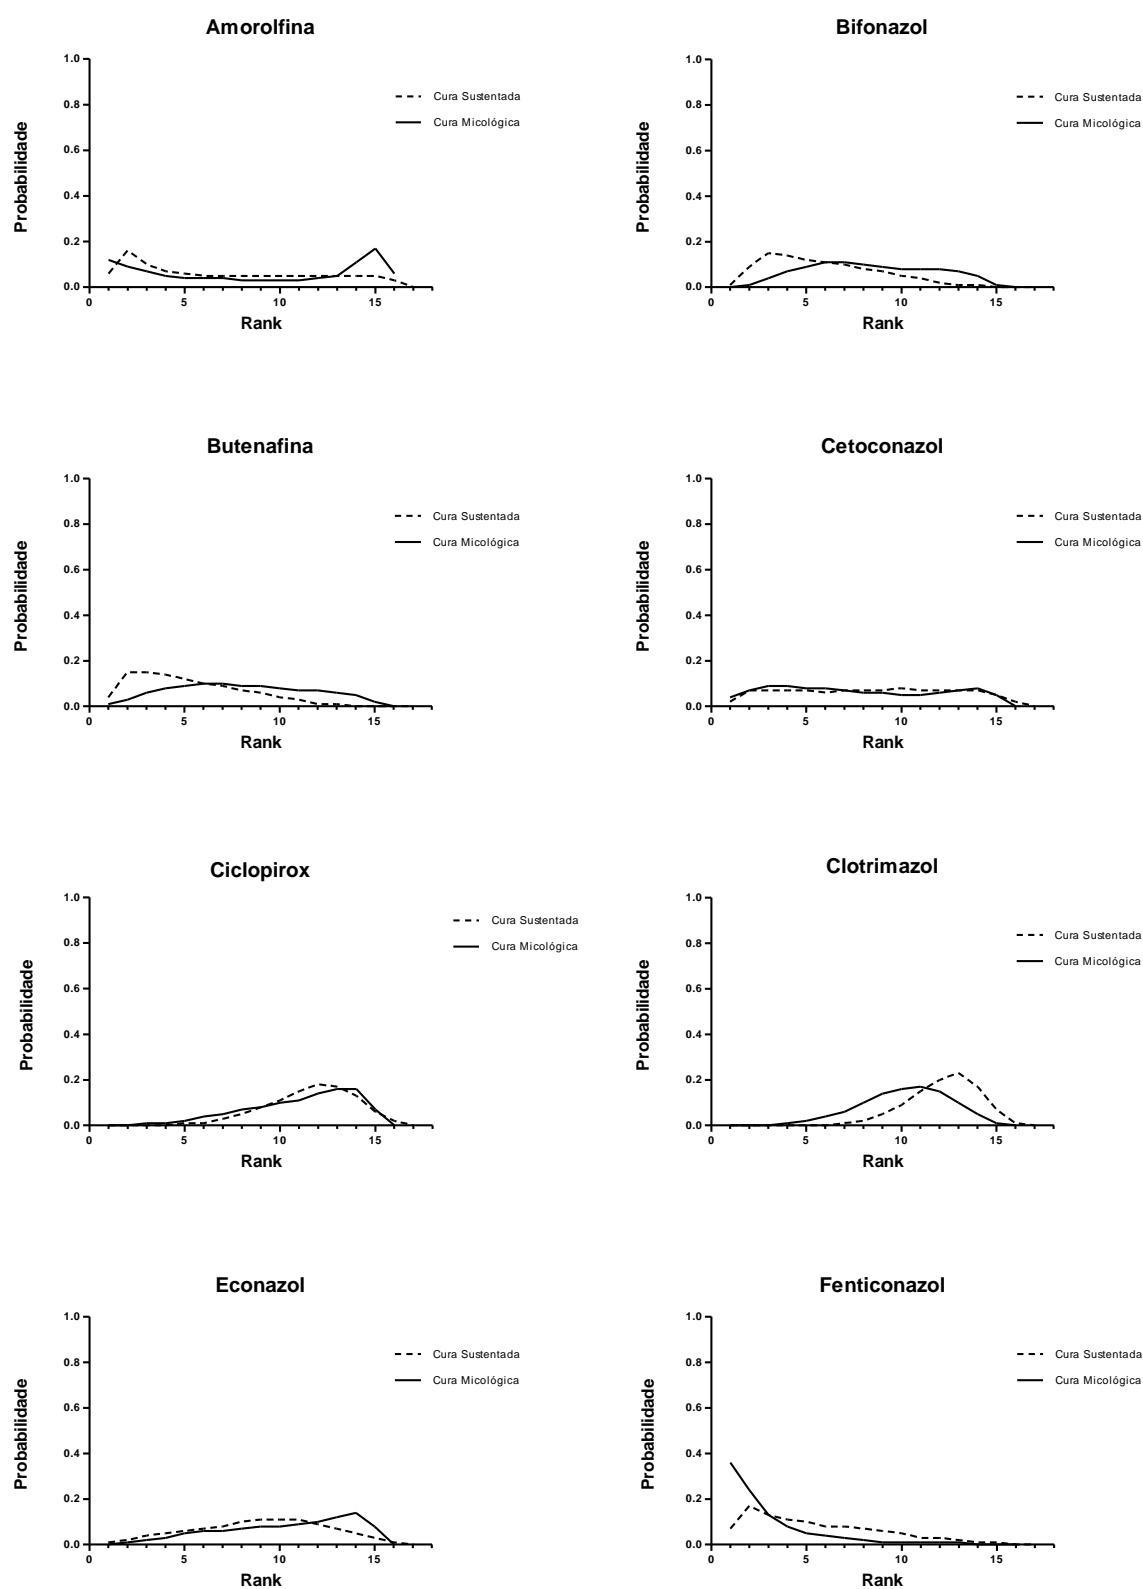 Amorolfina
1.0
0.8
0.6
0.4
0.2
0.0
Probabilidade
Cura Sustentada
Cura Micológica
0 5 10 15
Rank
Bifonazol
1.0
0.8
0.6
0.4
0.2
0.0
Probabilidade
Cura Sustentada
Cura Micológica
0 5 10 15
Rank
Butenafina
1.0
0.8
0.6
0.4
0.2
0.0
Probabilidade
Cura Sustentada
Cura Micológica
0 5 10 15
Rank
Cetoconazol
1.0
0.8
0.6
0.4
0.2
0.0
Probabilidade
Cura Sustentada
Cura Micológica
0 5 10 15
Rank
Ciclopirox
1.0
0.8
0.6
0.4
0.2
0.0
Probabilidade
Cura Sustentada
Cura Micológica
0 5 10 15
Rank
Clotrimazol
1.0
0.8
0.6
0.4
0.2
0.0
Probabilidade
Cura Sustentada
Cura Micológica
0 5 10 15
Rank
Econazol
1.0
0.8
0.6
0.4
0.2
0.0
Probabilidade
Cura Sustentada
Cura Micológica
0 5 10 15
Rank
Fenticonazol
1.0
0.8
0.6
0.4
0.2
0.0
Probabilidade
Cura Sustentada
Cura Micológica
0 5 10 15
Rank